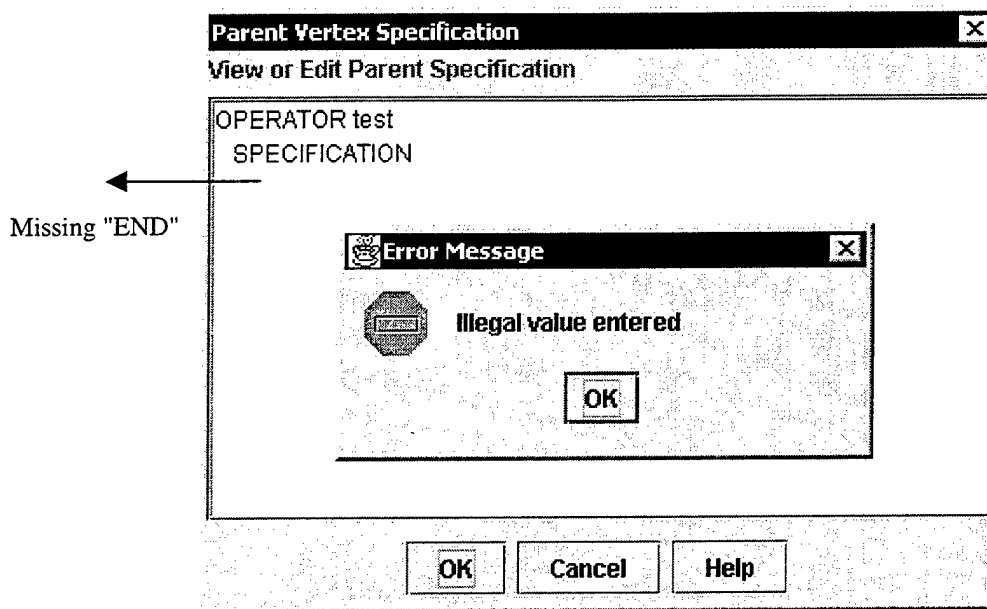 Parent Vertex Specification
View or Edit Parent Specification
OPERATOR test
SPECIFICATION
Missing "END"
Error Message
Illegal value entered
OK
OK Cancel Help